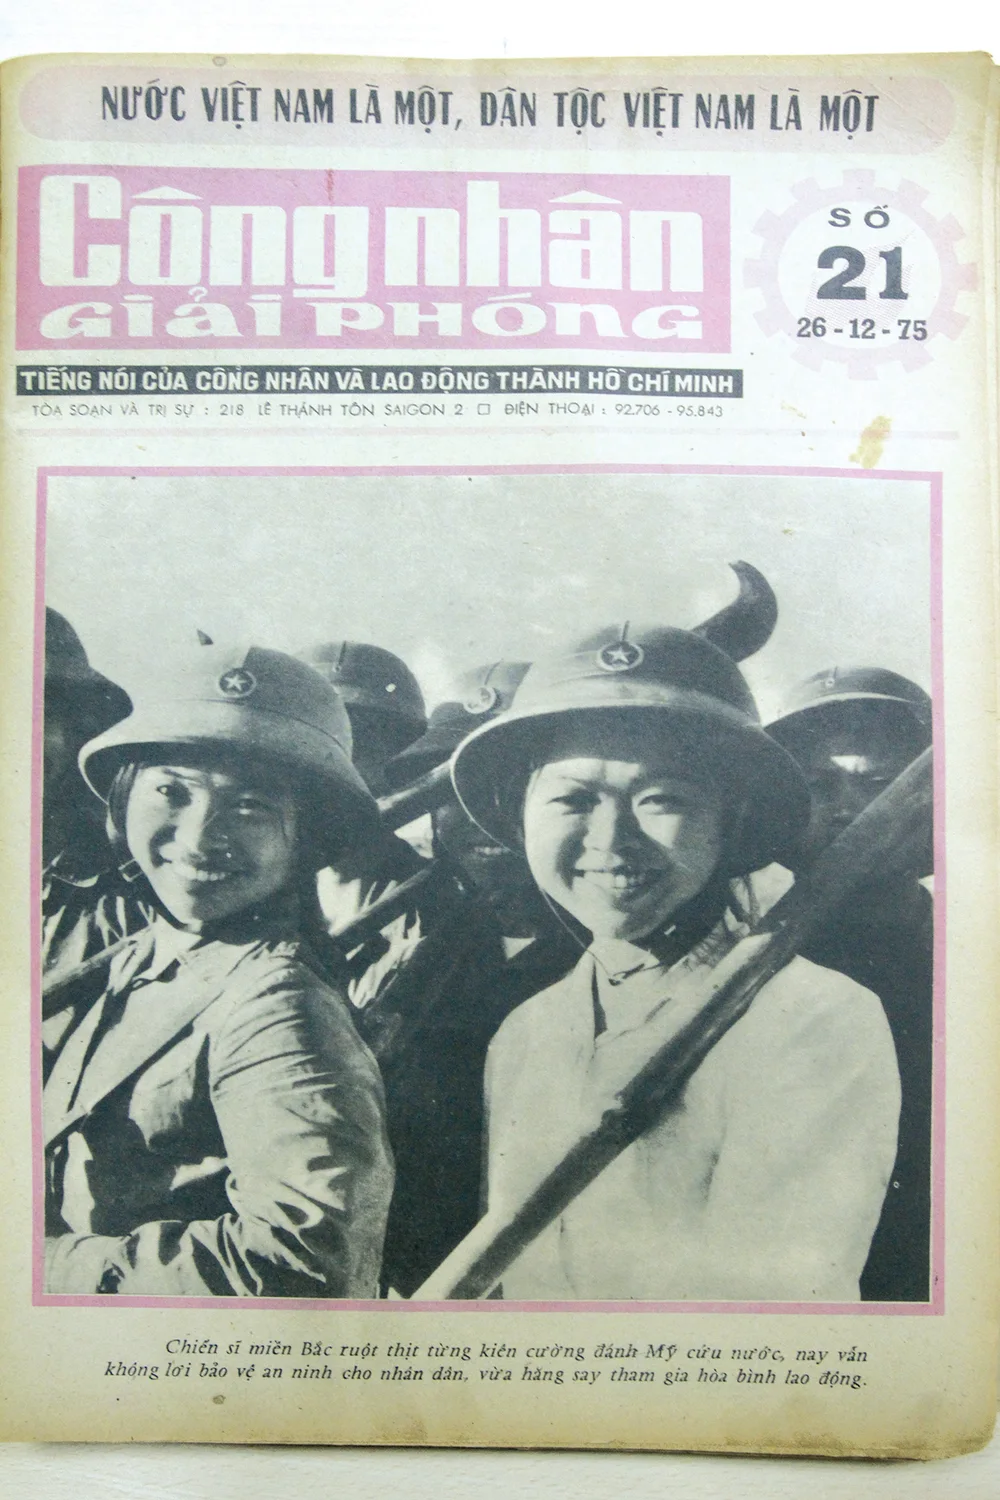 NƯỚC VIỆT NAM LÀ MỘT, DÂN TỘC VIỆT NAM LÀ MỘT
Công nhân
GIẢI PHÓNG
SỐ
21
26-12-75
TIẾNG NÓI CỦA CÔNG NHÂN VÀ LAO ĐỘNG THÀNH HỒ CHÍ MINH
TÒA SOẠN VÀ TRỊ SỰ : 218 LÊ THÁNH TÔN SAIGON 2 □ ĐIỆN THOẠI : 92.706 - 95.843
Chiến sĩ miền Bắc ruột thịt từng kiên cường đánh Mỹ cứu nước, nay vẫn
không lơi bảo vệ an ninh cho nhân dân, vừa hăng say tham gia hòa bình lao động.